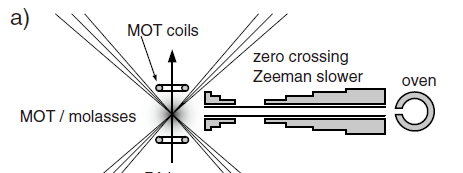 a)
MOT coils
zero crossing
Zeeman slower
oven
MOT / molasses